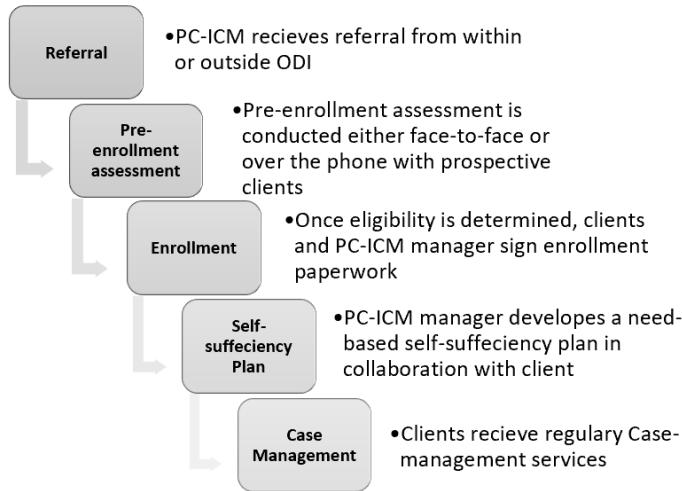 Referral
•PC-ICM recieves referral from within
or outside ODI
Pre-
enrollment
assessment
•Pre-enrollment assessment is
conducted either face-to-face or
over the phone with prospective
clients
Enrollment
•Once eligibility is determined, clients
and PC-ICM manager sign enrollment
paperwork
Self-
suffeciency
Plan
•PC-ICM manager developes a need-
based self-suffeciency plan in
collaboration with client
Case
Management
•Clients recieve regulary Case-
management services